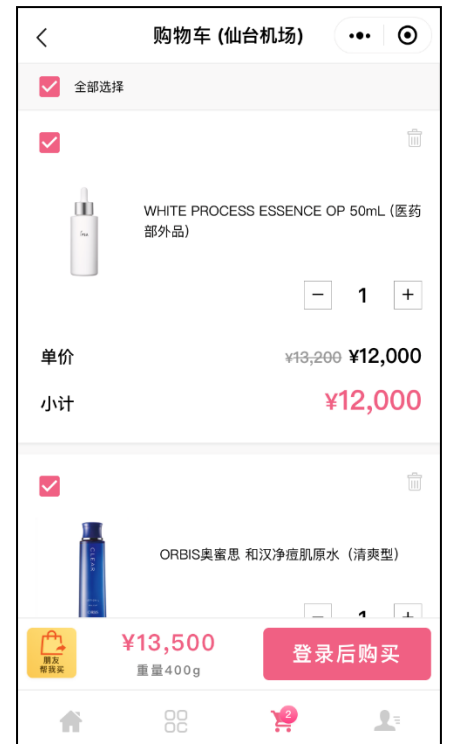 购物车 (仙台机场)
全部选择
WHITE PROCESS ESSENCE OP 50mL (医药
部外品)
− 1 +
单价 ¥13,200 ¥12,000
小计 ¥12,000
CLEAR
ORBIS奥蜜思 和汉净痘肌原水（清爽型）
− 1 +
朋友
帮我买
¥13,500
重量400g
登录后购买
2